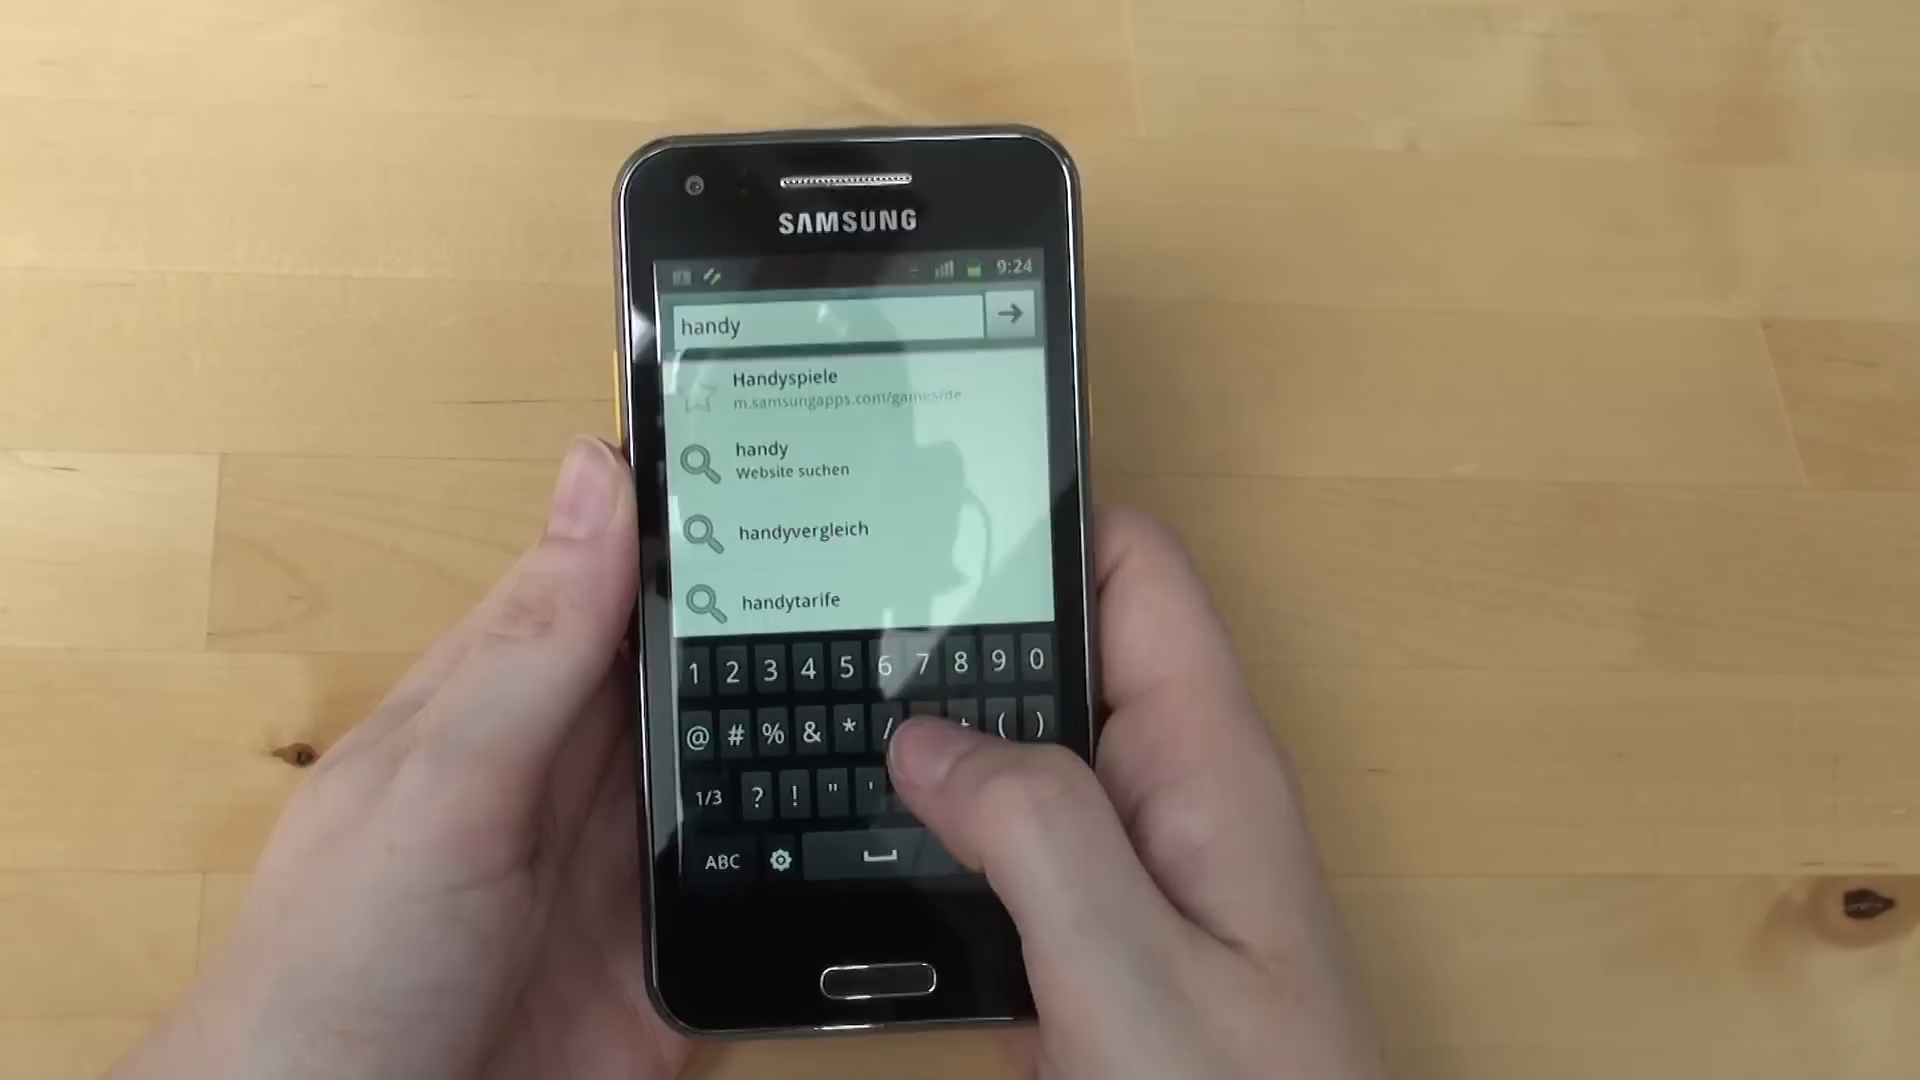 SAMSUNG
9:24
handy
Handyspiele
m.samsungapps.com/games/de
handy
Website suchen
handyvergleich
handytarife
1 2 3 4 5 6 7 8 9 0
@ # % & * / + ( )
1/3 ? ! " '
ABC